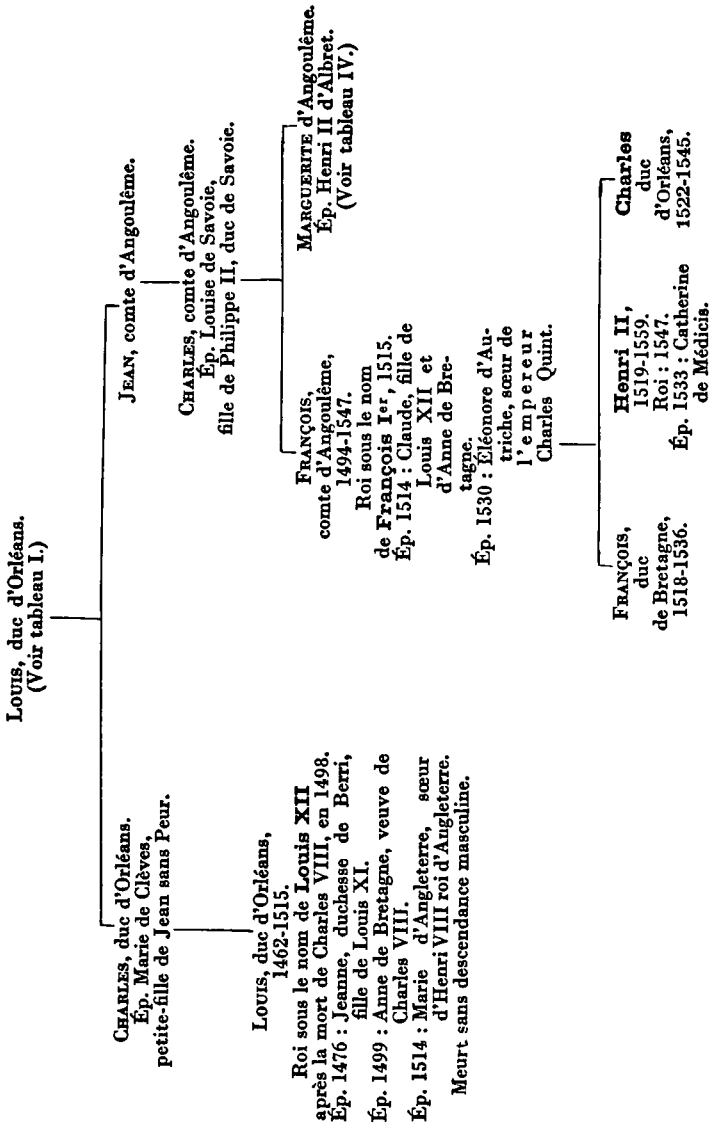 Louis, duc d'Orléans.
(Voir tableau I.)
Charles, duc d'Orléans.
Ép. Marie de Clèves,
petite-fille de Jean sans Peur.
Louis, duc d'Orléans,
1462-1515.
Roi sous le nom de Louis XII
après la mort de Charles VIII, en 1498.
Ép. 1476 : Jeanne, duchesse de Berri,
fille de Louis XI.
Ép. 1499 : Anne de Bretagne, veuve de
Charles VIII.
Ép. 1514 : Marie d'Angleterre, sœur
d'Henri VIII roi d'Angleterre.
Meurt sans descendance masculine.
Jean, comte d'Angoulême.
Charles, comte d'Angoulême.
Ép. Louise de Savoie,
fille de Philippe II, duc de Savoie.
François,
comte d'Angoulême,
1494-1547.
Roi sous le nom
de François Ier, 1515.
Ép. 1514 : Claude, fille de
Louis XII et
d'Anne de Bre-
tagne.
Ép. 1530 : Éléonore d'Au-
triche, sœur de
l'empereur
Charles Quint.
Marguerite d'Angoulême.
Ép. Henri II d'Albret.
(Voir tableau IV.)
François,
duc
de Bretagne,
1518-1536.
Henri II,
1519-1559.
Roi : 1547.
Ép. 1533 : Catherine
de Médicis.
Charles
duc
d'Orléans,
1522-1545.